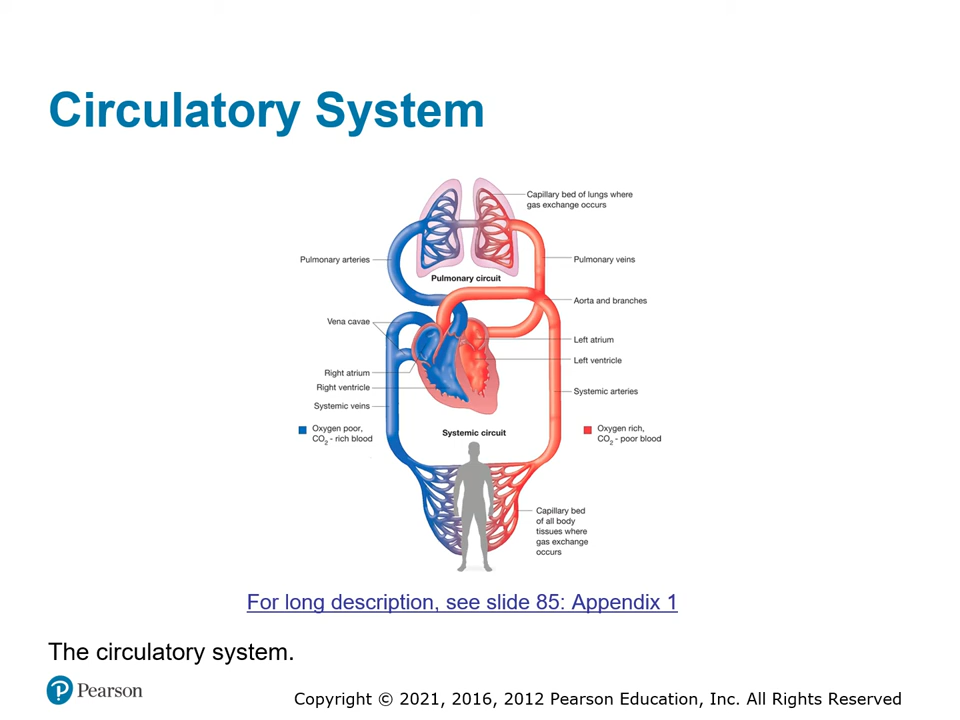 Circulatory System
Capillary bed of lungs where
gas exchange occurs
Pulmonary arteries
Pulmonary veins
Pulmonary circuit
Aorta and branches
Vena cavae
Left atrium
Left ventricle
Right atrium
Right ventricle
Systemic arteries
Systemic veins
Oxygen poor,
CO2 - rich blood
Systemic circuit
Oxygen rich,
CO2 - poor blood
Capillary bed
of all body
tissues where
gas exchange
occurs
For long description, see slide 85: Appendix 1
The circulatory system.
P Pearson
Copyright © 2021, 2016, 2012 Pearson Education, Inc. All Rights Reserved